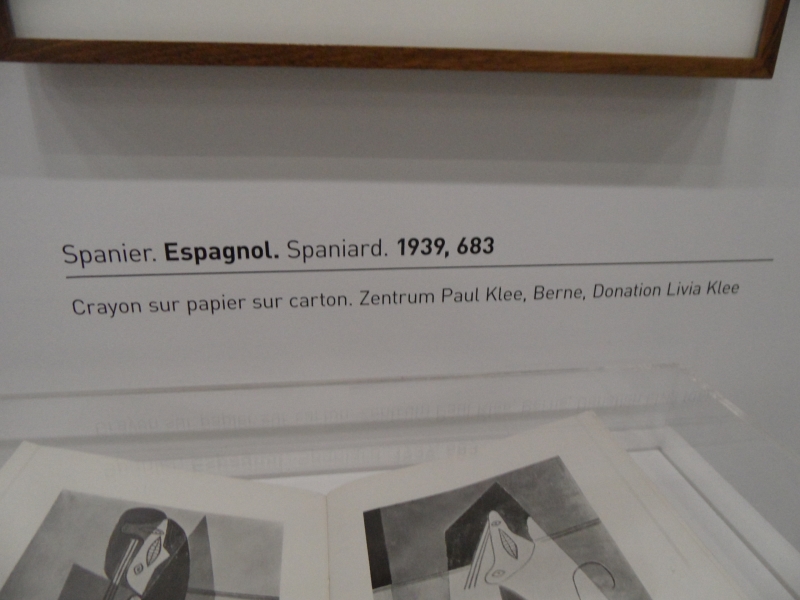 Spanier. Espagnol. Spaniard. 1939, 683
Crayon sur papier sur carton. Zentrum Paul Klee, Berne, Donation Livia Klee